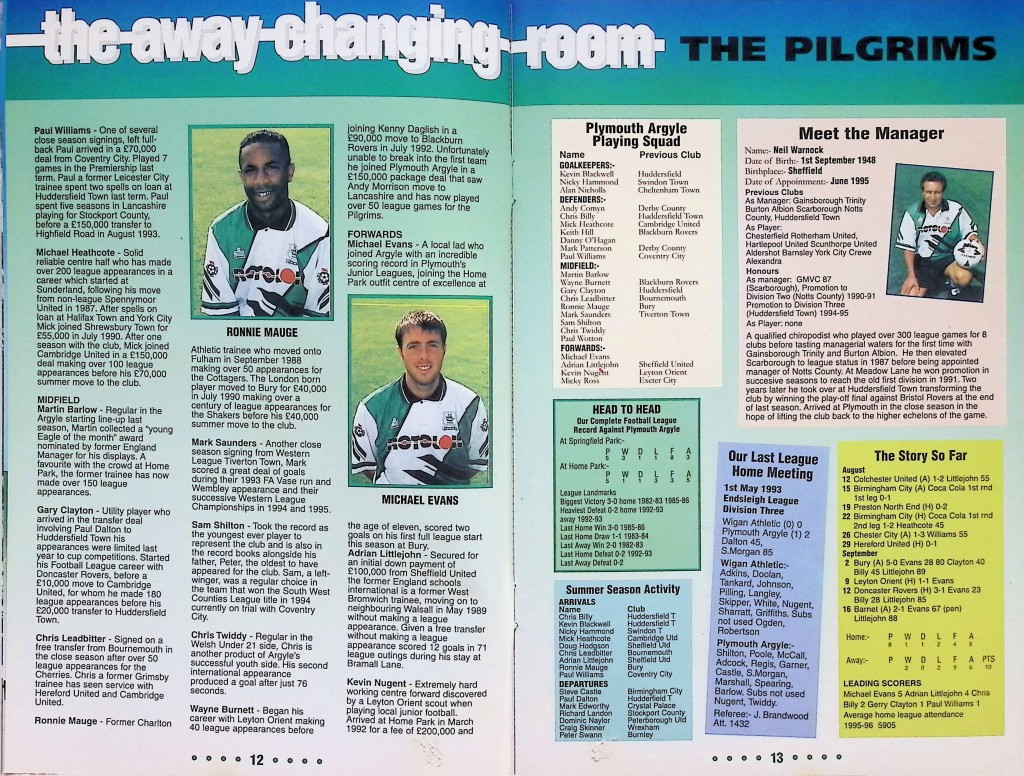 the away changing room THE PILGRIMS
Paul Williams - One of several
close season signings, left full-
back Paul arrived in a £70,000
deal from Coventry City. Played 7
games in the Premiership last
term. Paul a former Leicester City
trainee spent two spells on loan at
Huddersfield Town last term. Paul
spent five seasons in Lancashire
playing for Stockport County,
before a £150,000 transfer to
Highfield Road in August 1993.
Michael Heathcote - Solid
reliable centre half who has made
over 200 league appearances in a
career which started at
Sunderland, following his move
from non-league Spennymoor
United in 1987. After spells on
loan at Halifax Town and York City
Mick joined Shrewsbury Town for
£55,000 in July 1990. After one
season with the club, Mick joined
Cambridge United in a £150,000
deal making over 100 league
appearances before his £70,000
summer move to the club.
MIDFIELD
Martin Barlow - Regular in the
Argyle starting line-up last
season, Martin collected a "young
Eagle of the month" award
nominated by former England
Manager for his displays. A
favourite with the crowd at Home
Park, the former trainee has now
made over 150 league
appearances.
Gary Clayton - Utility player who
arrived in the transfer deal
involving Paul Dalton to
Huddersfield Town his
appearances were limited last
year to cup competitions. Started
his Football League career with
Doncaster Rovers, before a
£10,000 move to Cambridge
United, for whom he made 180
league appearances before his
£20,000 transfer to Huddersfield
Town.
Chris Leadbitter - Signed on a
free transfer from Bournemouth in
the close season after over 50
league appearances for the
Cherries. Chris a former Grimsby
trainee has seen service with
Hereford United and Cambridge
United.
Ronnie Mauge - Former Charlton
RONNIE MAUGE
Athletic trainee who moved onto
Fulham in September 1988
making over 50 appearances for
the Cottagers. The London born
player moved to Bury for £40,000
in July 1990 making over a
century of league appearances for
the Shakers before his £40,000
summer move to the club.
Mark Saunders - Another close
season signing from Western
League Tiverton Town, Mark
scored a great deal of goals
during their 1993 FA Vase run and
Wembley appearance and their
successive Western League
Championships in 1994 and 1995.
Sam Shilton - Took the record as
the youngest ever player to
represent the club and is also in
the record books alongside his
father, Peter, the oldest to have
appeared for the club. Sam, a left-
winger, was a regular choice in
the team that won the South West
Counties League title in 1994
currently on trial with Coventry
City.
Chris Twiddy - Regular in the
Welsh Under 21 side, Chris is
another product of Argyle's
successful youth side. His second
international appearance
produced a goal after just 76
seconds.
Wayne Burnett - Began his
career with Leyton Orient making
40 league appearances before
joining Kenny Daglish in a
£90,000 move to Blackburn
Rovers in July 1992. Unfortunately
unable to break into the first team
he joined Plymouth Argyle in a
£150,000 package deal that saw
Andy Morrison move to
Lancashire and has now played
over 50 league games for the
Pilgrims.
FORWARDS
Michael Evans - A local lad who
joined Argyle with an incredible
scoring record in Plymouth's
Junior Leagues, joining the Home
Park outfit centre of excellence at
MICHAEL EVANS
the age of eleven, scored two
goals on his first full league start
this season at Bury.
Adrian Littlejohn - Secured for
an initial down payment of
£100,000 from Sheffield United
the former England schools
international is a former West
Bromwich trainee, moving on to
neighbouring Walsall in May 1989
without making a league
appearance. Given a free transfer
without making a league
appearance scored 12 goals in 71
league outings during his stay at
Bramall Lane.
Kevin Nugent - Extremely hard
working centre forward discovered
by a Leyton Orient scout when
playing local junior football.
Arrived at Home Park in March
1992 for a fee of £200,000 and
12
Plymouth Argyle
Playing Squad
Name Previous Club
GOALKEEPERS:-
Kevin Blackwell Huddersfield
Nicky Hammond Swindon Town
Alan Nicholls Cheltenham Town
DEFENDERS:-
Andy Comyn Derby County
Chris Billy Huddersfield Town
Mick Heathcote Cambridge United
Keith Hill Blackburn Rovers
Danny O'Hagan
Mark Patterson Derby County
Paul Williams Coventry City
MIDFIELD:-
Martin Barlow
Wayne Burnett Blackburn Rovers
Gary Clayton Huddersfield
Chris Leadbitter Bournemouth
Ronnie Mauge Bury
Mark Saunders Tiverton Town
Sam Shilton
Chris Twiddy
Paul Wotton
FORWARDS:-
Michael Evans
Adrian Littlejohn Sheffield United
Kevin Nugent Leyton Orient
Micky Ross Exeter City
HEAD TO HEAD
Our Complete Football League
Record Against Plymouth Argyle
At Springfield Park:-
P W D L F A
5 3 1 1 8 3
At Home Park:-
P W D L F A
League Landmarks
Biggest Victory 3-0 home 1982-83 1985-86
Heaviest Defeat 0-2 home 1992-93
away 1992-93
Last Home Win 3-0 1985-86
Last Home Draw 1-1 1983-84
Last Away Win 2-0 1982-83
Last Home Defeat 0-2 1992-93
Last Away Defeat 0-2
Summer Season Activity
ARRIVALS
Name Club
Chris Billy Huddersfield T
Kevin Blackwell Huddersfield T
Nicky Hammond Swindon T
Mick Heathcote Cambridge Utd
Doug Hodgson Sheffield Utd
Chris Leadbitter Bournemouth
Adrian Littlejohn Sheffield Utd
Ronnie Mauge Bury
Paul Williams Coventry City
DEPARTURES
Steve Castle Birmingham City
Paul Dalton Huddersfield T
Mark Edworthy Crystal Palace
Richard Landon Stockport County
Dominic Naylor Peterborough Utd
Craig Skinner Wrexham
Peter Swann Burnley
Meet the Manager
Name:- Neil Warnock
Date of Birth:- 1st September 1948
Birthplace:- Sheffield
Date of Appointment:- June 1995
Previous Clubs
As Manager: Gainsborough Trinity
Burton Albion Scarborough Notts
County, Huddersfield Town
As Player:
Chesterfield Rotherham United,
Hartlepool United Scunthorpe United
Aldershot Barnsley York City Crewe
Alexandra
Honours
As manager: GMVC 87
(Scarborough), Promotion to
Division Two (Notts County) 1990-91
Promotion to Division Three
(Huddersfield Town) 1994-95
As Player: none
A qualified chiropodist who played over 300 league games for 8
clubs before tasting managerial waters for the first time with
Gainsborough Trinity and Burton Albion. He then elevated
Scarborough to league status in 1987 before being appointed
manager of Notts County. At Meadow Lane he won promotion in
succesive seasons to reach the old first division in 1991. Two
years later he took over at Huddersfield Town transforming the
club by winning the play-off final against Bristol Rovers at the end
of last season. Arrived at Plymouth in the close season in the
hope of lifting the club back to the higher echelons of the game.
Our Last League
Home Meeting
1st May 1993
Endsleigh League
Division Three
Wigan Athletic (0) 0
Plymouth Argyle (1) 2
Dalton 45,
S.Morgan 85
Wigan Athletic:-
Adkins, Doolan,
Tankard, Johnson,
Pilling, Langley,
Skipper, White, Nugent,
Sharratt, Griffiths. Subs
not used Ogden,
Robertson
Plymouth Argyle:-
Shilton, Poole, McCall,
Adcock, Regis, Garner,
Castle, S.Morgan,
Marshall, Spearing,
Barlow. Subs not used
Nugent, Twiddy.
Referee:- J. Brandwood
Att. 1432
The Story So Far
August
12 Colchester United (A) 1-2 Littlejohn 55
15 Birmingham City (A) Coca Cola 1st rnd
1st leg 0-1
19 Preston North End (H) 0-2
22 Birmingham City (H) Coca Cola 1st rnd
2nd leg 1-2 Heathcote 45
26 Chester City (A) 1-3 Williams 55
29 Hereford United (H) 0-1
September
2 Bury (A) 5-0 Evans 28 80 Clayton 40
Billy 45 Littlejohn 89
9 Leyton Orient (H) 1-1 Evans
12 Doncaster Rovers (H) 3-1 Evans 23
Billy 28 Littlejohn 85
16 Barnet (A) 2-1 Evans 67 (pen)
Littlejohn 88
Home:- P W D L F A
Away:- P W D L F A PTS
LEADING SCORERS
Michael Evans 5 Adrian Littlejohn 4 Chris
Billy 2 Gerry Clayton 1 Paul Williams 1
Average home league attendance
1995-96 5905
13